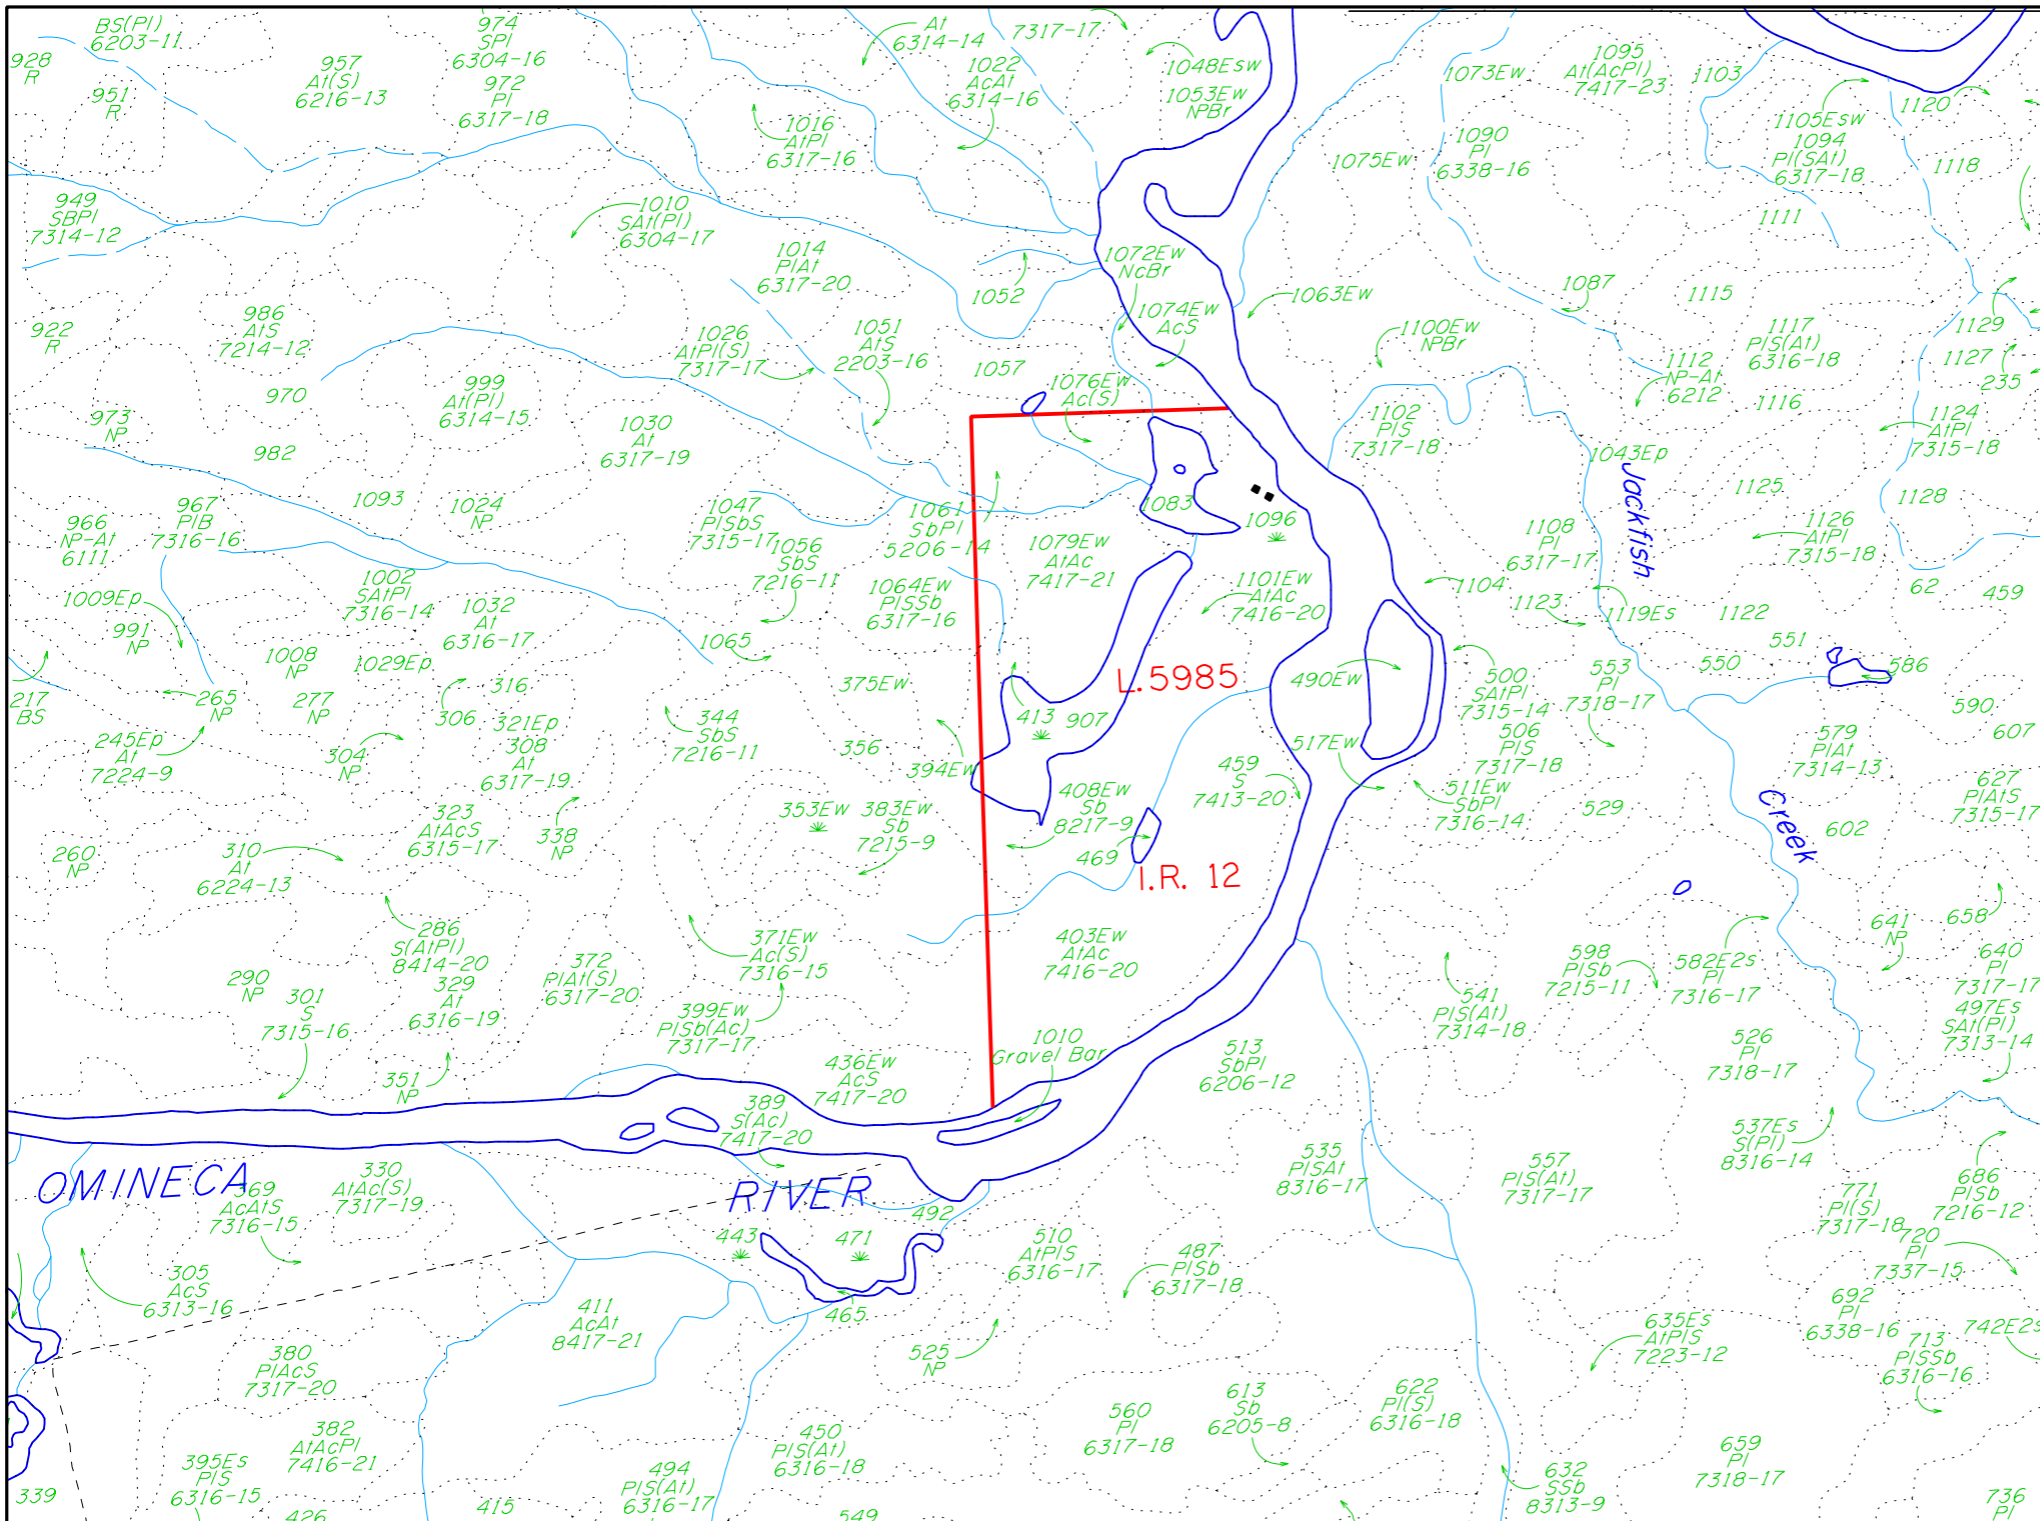 BS(Pl)
6203-11
974
SPl
6304-16
At
6314-14
7317-17
928
R
957
At(S)
6216-13
972
Pl
6317-18
1022
AcAt
6314-16
1048Esw
1053Ew
NPBr
1073Ew
1095
At(AcPl)
7417-23
1103
951
R
1016
AtPl
6317-16
1075Ew
1090
Pl
6338-16
1105Esw
1094
Pl(SAt)
6317-18
1120
1118
1111
949
SBPl
7314-12
1010
SAt(Pl)
6304-17
1014
PlAt
6317-20
1052
1072Ew
NcBr
1074Ew
AcS
1063Ew
1087
1115
1129
922
R
986
AtS
7214-12
1026
AtPl(S)
7317-17
1051
AtS
2203-16
1057
1100Ew
NPBr
1117
PlS(At)
6316-18
1127
235
970
999
At(Pl)
6314-15
1076Ew
Ac(S)
1112
NP-At
6212
1116
973
NP
982
1030
At
6317-19
1102
PlS
7317-18
1043Ep
1124
AtPl
7315-18
1093
1024
NP
1083
1125
1128
966
NP-At
6111
967
PlB
7316-16
1047
PlSbS
7315-17
1061
SbPl
5206-14
1079Ew
AtAc
7417-21
1096
1108
Pl
6317-17
Jackfish
1126
AtPl
7315-18
1056
SbS
7216-11
1002
SAtPl
7316-14
1064Ew
PlSSb
6317-16
1101Ew
AtAc
7416-20
1104
1123
1119Es
1122
62
459
1009Ep
991
NP
1032
At
6316-17
1008
NP
1029Ep
1065
551
550
586
217
BS
265
NP
277
NP
316
306
375Ew
L.5985
490Ew
500
SAtPl
7315-14
553
Pl
7318-17
590
607
245Ep
At
7224-9
304
NP
321Ep
308
At
6317-19
344
SbS
7216-11
356
413
907
394Ew
517Ew
506
PlS
7317-18
579
PlAt
7314-13
459
S
7413-20
408Ew
Sb
8217-9
511Ew
SbPl
7316-14
529
Creek
602
627
PlAtS
7315-17
323
AtAcS
6315-17
338
NP
353Ew
383Ew
Sb
7215-9
469
I.R. 12
260
NP
310
At
6224-13
286
S(AtPl)
8414-20
371Ew
Ac(S)
7316-15
403Ew
AtAc
7416-20
641
NP
658
598
PlSb
7215-11
582E2s
Pl
7316-17
640
Pl
7317-17
290
NP
301
S
7315-16
329
At
6316-19
372
PlAt(S)
6317-20
399Ew
PlSb(Ac)
7317-17
541
PlS(At)
7314-18
497Es
SAt(Pl)
7313-14
351
NP
436Ew
AcS
7417-20
1010
Gravel Bar
513
SbPl
6206-12
526
Pl
7318-17
389
S(Ac)
7417-20
537Es
S(Pl)
8316-14
OMINECA
RIVER
369
AcAtS
7316-15
330
AtAc(S)
7317-19
492
535
PlSAt
8316-17
557
PlS(At)
7317-17
771
Pl(S)
7317-18
686
PlSb
7216-12
443
471
510
AtPlS
6316-17
487
PlSb
6317-18
720
Pl
7337-15
305
AcS
6313-16
411
AcAt
8417-21
465
525
NP
635Es
AtPlS
7223-12
692
Pl
6338-16
713
PlSSb
6316-16
742E2s
380
PlAcS
7317-20
560
Pl
6317-18
613
Sb
6205-8
622
Pl(S)
6316-18
382
AtAcPl
7416-21
450
PlS(At)
6316-18
659
Pl
7318-17
339
395Es
PlS
6316-15
426
415
494
PlS(At)
6316-17
549
632
SSb
8313-9
736
Pl